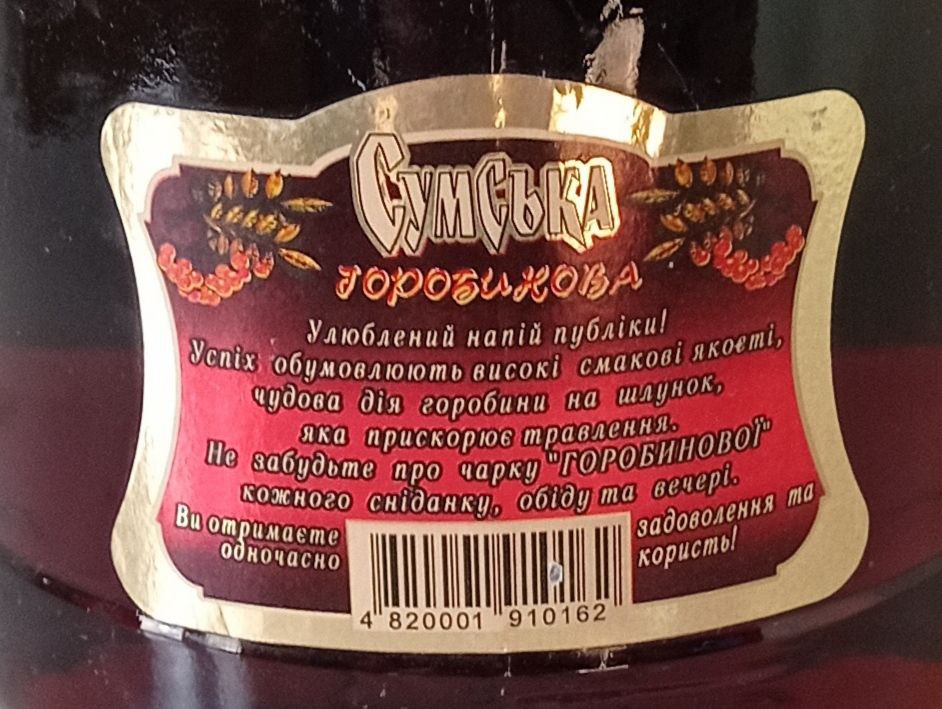 Сумська
горобинова
Улюблений напій публіки!
Успіх обумовлюють високі смакові якості,
чудова дія горобини на шлунок,
яка прискорює травлення.
Не забудьте про чарку "ГОРОБИНОВОЇ"
кожного сніданку, обіду та вечері.
Ви отримаєте одночасно
задоволення та користь!
4 820001 910162